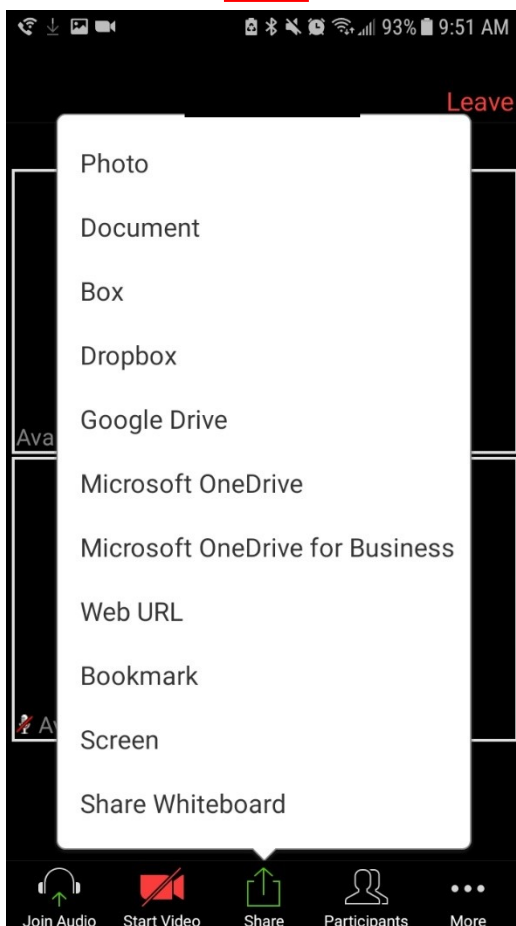 93% 9:51 AM
Leave
Photo
Document
Box
Dropbox
Google Drive
Microsoft OneDrive
Microsoft OneDrive for Business
Web URL
Bookmark
Screen
Share Whiteboard
Ava
Join Audio Start Video Share Participants More